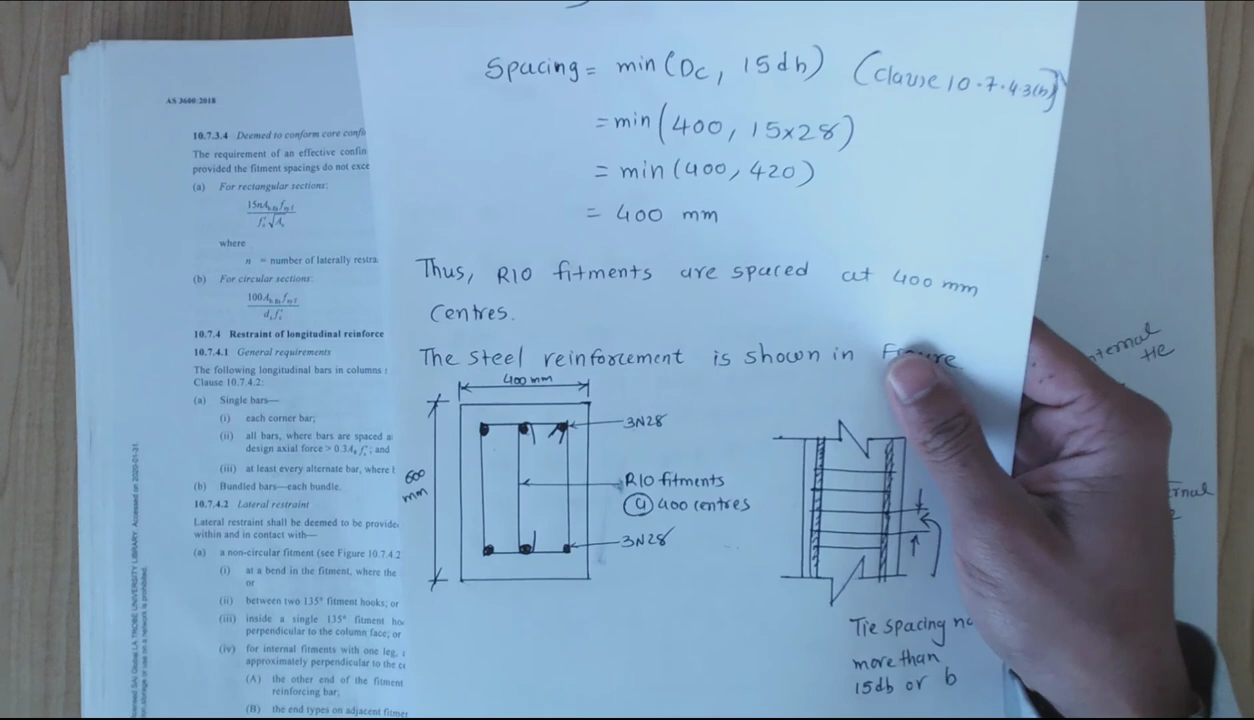 AS 3600:2018
10.7.3.4 Deemed to conform core
The requirement of an effective confin
provided the fitment spacings do not exce
(a) For rectangular sections:
where
n = number of laterally restra
(b) For circular sections:
10.7.4 Restraint of longitudinal reinforce
10.7.4.1 General requirements
The following longitudinal bars in columns
Clause 10.7.4.2:
(a) Single bars—
(i) each corner bar;
(ii) all bars, where bars are spaced a
design axial force > 0.3Agf′c; and
(iii) at least every alternate bar, where
(b) Bundled bars—each bundle.
10.7.4.2 Lateral restraint
Lateral restraint shall be deemed to be provide
within and in contact with—
(a) a non-circular fitment (see Figure 10.7.4.2
(i) at a bend in the fitment, where the
or
(ii) between two 135° fitment hooks; or
(iii) inside a single 135° fitment ho
perpendicular to the column face; or
(iv) for internal fitments with one leg,
approximately perpendicular to the c
(A) the other end of the fitment
reinforcing bar;
(B) the end types on adjacent fitme
Spacing = min(Dc, 15db) (Clause 10.7.4.3(b)
= min(400, 15×28)
= min(400, 420)
= 400 mm
Thus, R10 fitments are spaced at 400 mm
Centres.
The steel reinforcement is shown in Figure
400 mm
600
mm
3N28
R10 fitments
@ 400 centres
3N28
Tie spacing no
more than
15db or b
ternal
tie